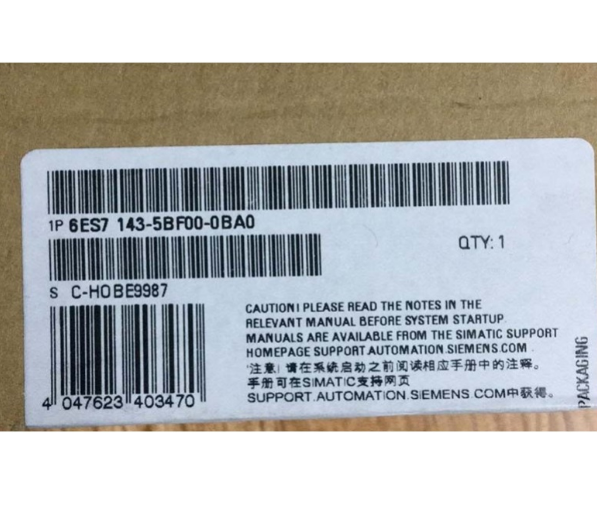 1P 6ES7 143-5BF00-0BA0
QTY: 1
S C-HOBE9987
CAUTION! PLEASE READ THE NOTES IN THE
RELEVANT MANUAL BEFORE SYSTEM STARTUP.
MANUALS ARE AVAILABLE FROM THE SIMATIC SUPPORT
HOMEPAGE SUPPORT.AUTOMATION.SIEMENS.COM .
'注意! 请在系统启动之前阅读相应手册中的注释。
手册可在SIMATIC支持网页
SUPPORT.AUTOMATION.SIEMENS.COM中获得。
4 047623 403470
PACKAGING